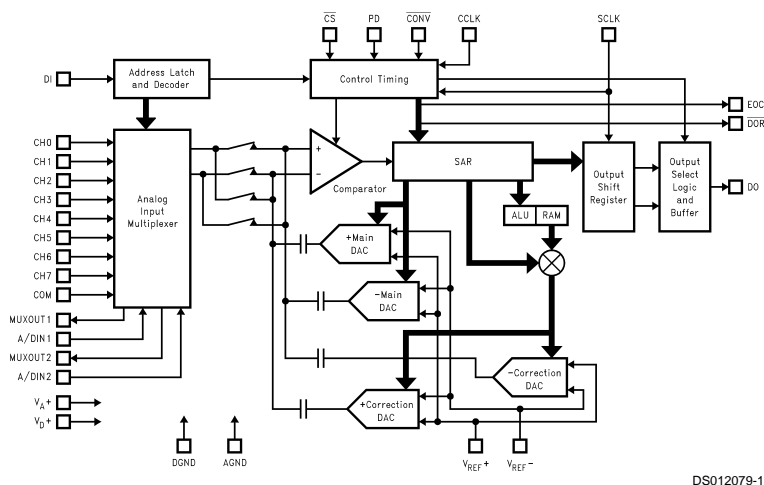 CS PD CONV CCLK SCLK
DI
Address Latch
and Decoder
Control Timing
EOC
DOR
CH0
CH1
CH2
CH3
CH4
CH5
CH6
CH7
COM
MUXOUT1
A/DIN1
MUXOUT2
A/DIN2
Analog
Input
Multiplexer
+
-
Comparator
SAR
Output
Shift
Register
Output
Select
Logic
and
Buffer
DO
ALU RAM
+Main
DAC
-Main
DAC
-Correction
DAC
+Correction
DAC
VA+
VD+
DGND AGND VREF+ VREF-
DS012079-1